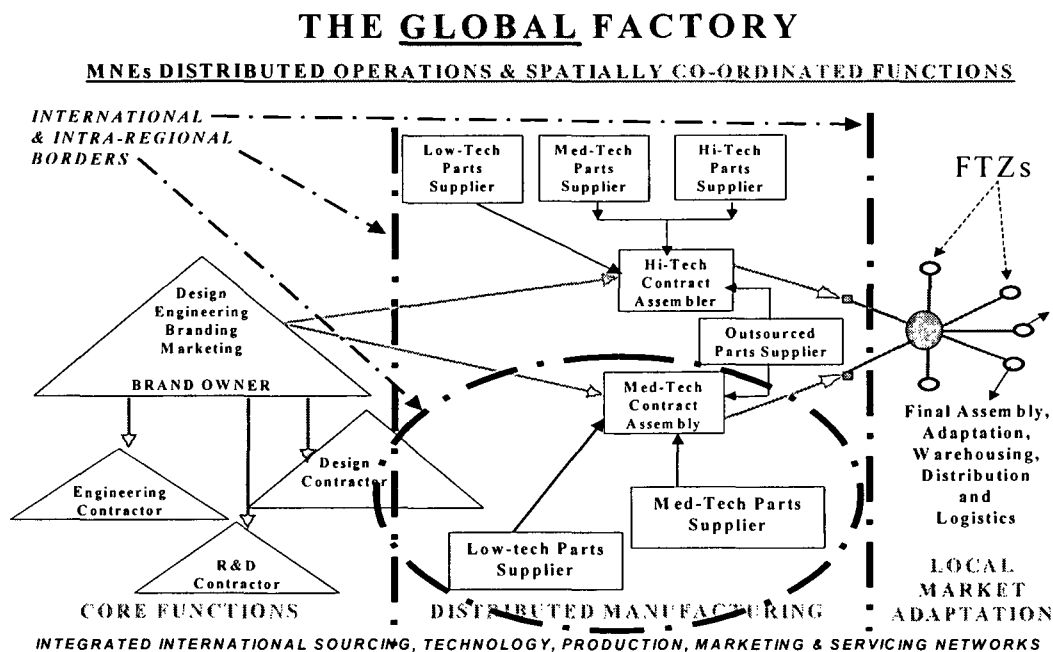 THE GLOBAL FACTORY
MNEs DISTRIBUTED OPERATIONS & SPATIALLY CO-ORDINATED FUNCTIONS
INTERNATIONAL
& INTRA-REGIONAL
BORDERS
Low-Tech
Parts
Supplier
Med-Tech
Parts
Supplier
Hi-Tech
Parts
Supplier
FTZs
Hi-Tech
Contract
Assembler
Design
Engineering
Branding
Marketing
BRAND OWNER
Outsourced
Parts Supplier
Med-Tech
Contract
Assembly
Final Assembly,
Adaptation,
Warehousing,
Distribution
and
Logistics
Engineering
Contractor
Design
Contractor
R&D
Contractor
Med-Tech Parts
Supplier
Low-tech Parts
Supplier
CORE FUNCTIONS
DISTRIBUTED MANUFACTURING
LOCAL
MARKET
ADAPTATION
INTEGRATED INTERNATIONAL SOURCING, TECHNOLOGY, PRODUCTION, MARKETING & SERVICING NETWORKS